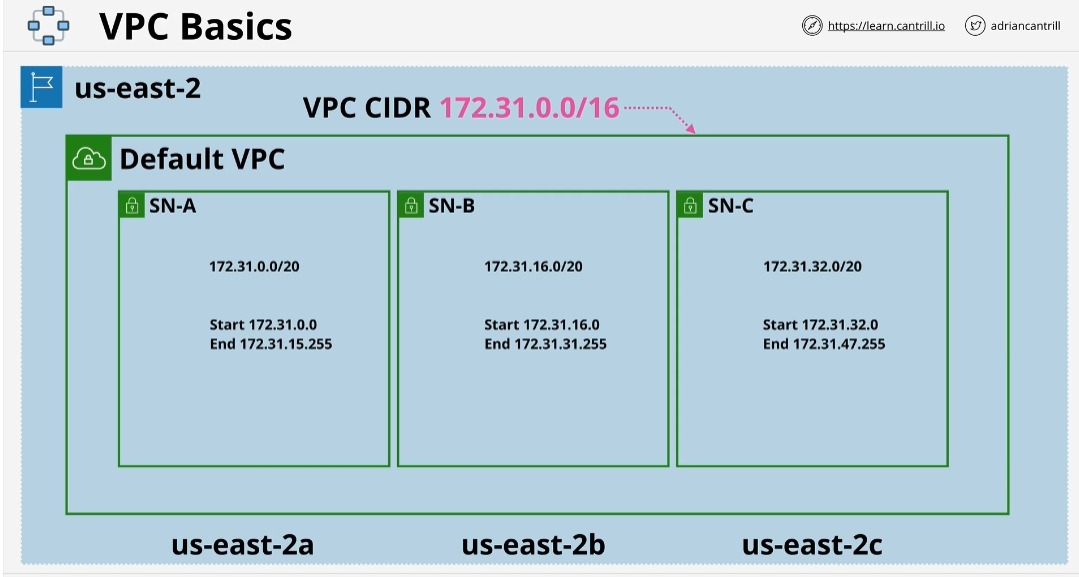 VPC Basics
https://learn.cantrill.io
adriancantrill
us-east-2
VPC CIDR 172.31.0.0/16
Default VPC
SN-A
172.31.0.0/20
Start 172.31.0.0
End 172.31.15.255
SN-B
172.31.16.0/20
Start 172.31.16.0
End 172.31.31.255
SN-C
172.31.32.0/20
Start 172.31.32.0
End 172.31.47.255
us-east-2a
us-east-2b
us-east-2c